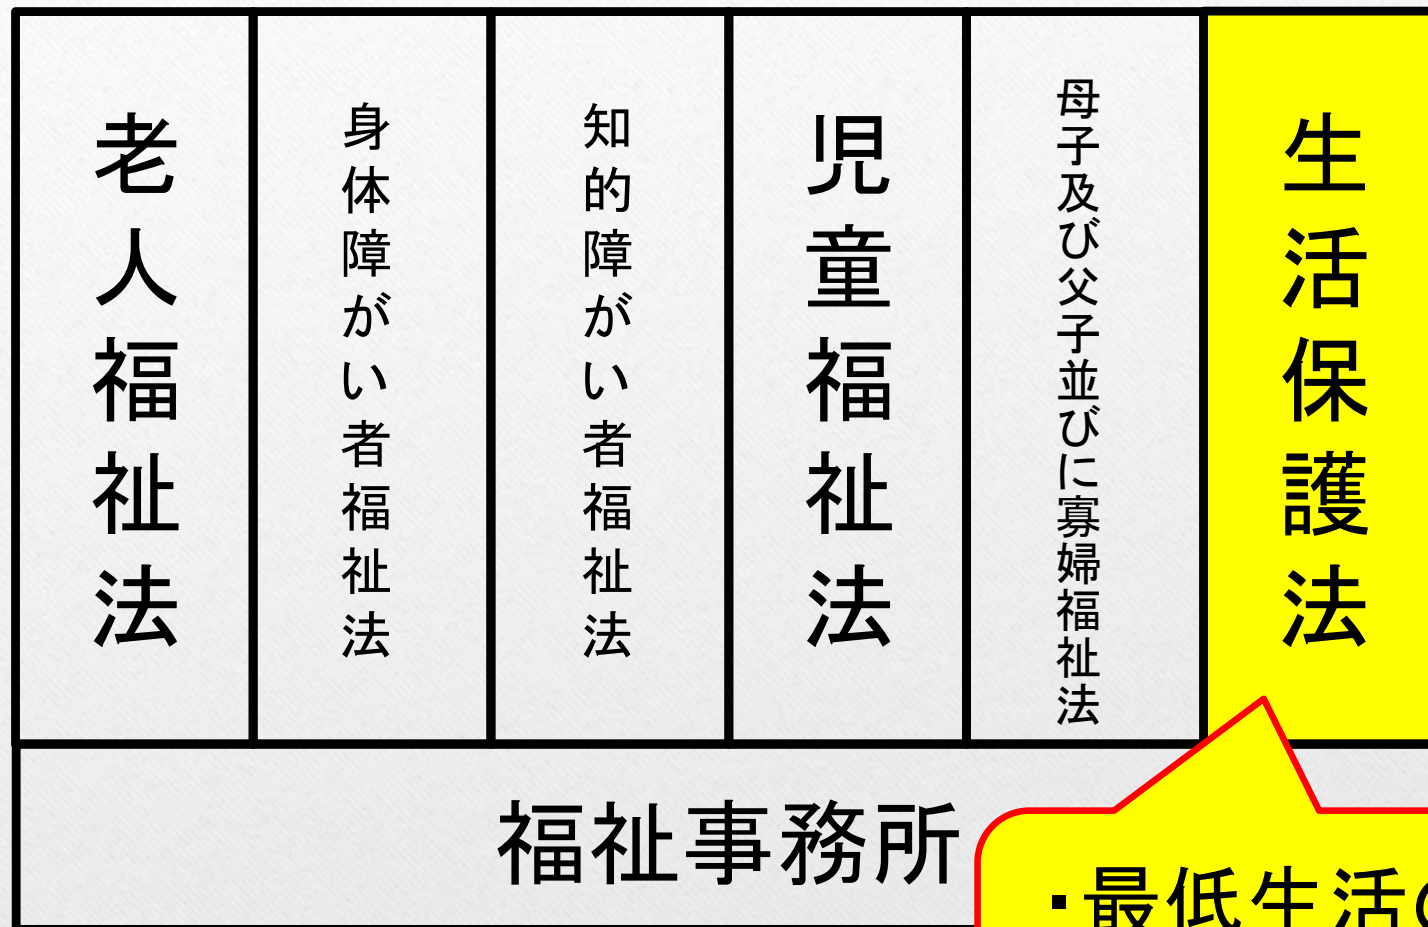 老人福祉法
身体障がい者福祉法
知的障がい者福祉法
児童福祉法
母子及び父子並びに寡婦福祉法
生活保護法
福祉事務所
・最低生活